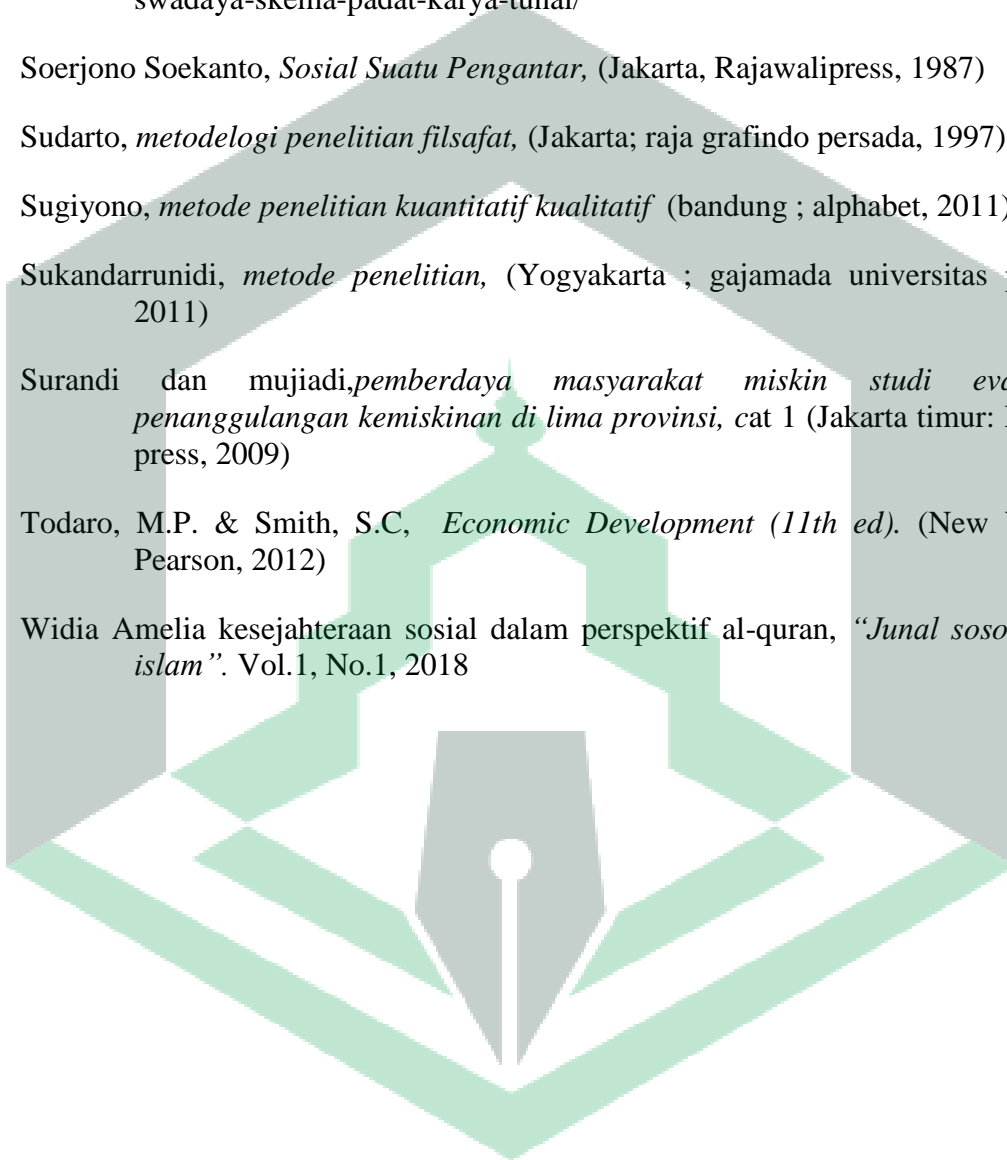 swadaya-skema-padat-karya-tunai/
Soerjono Soekanto, Sosial Suatu Pengantar, (Jakarta, Rajawalipress, 1987)
Sudarto, metodelogi penelitian filsafat, (Jakarta; raja grafindo persada, 1997)
Sugiyono, metode penelitian kuantitatif kualitatif (bandung ; alphabet, 2011)
Sukandarrunidi, metode penelitian, (Yogyakarta ; gajamada universitas
2011)
Surandi dan mujiadi,pemberdaya masyarakat miskin studi
penanggulangan kemiskinan di lima provinsi, cat 1 (Jakarta timur:
press, 2009)
Todaro, M.P. & Smith, S.C, Economic Development (11th ed). (New
Pearson, 2012)
Widia Amelia kesejahteraan sosial dalam perspektif al-quran, “Junal
islam”. Vol.1, No.1, 2018